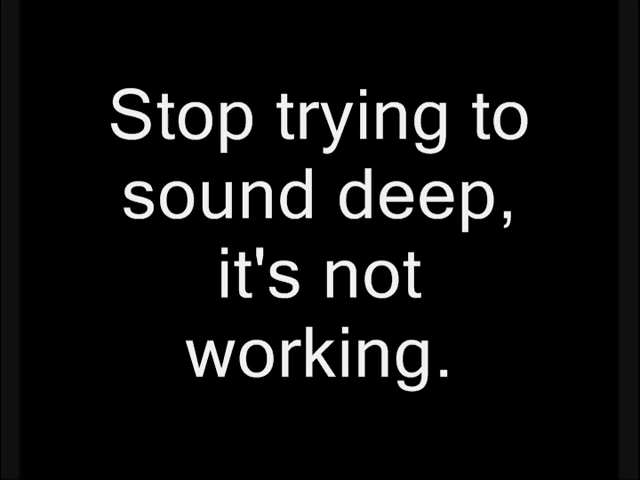 Stop trying to
sound deep,
it's not
working.